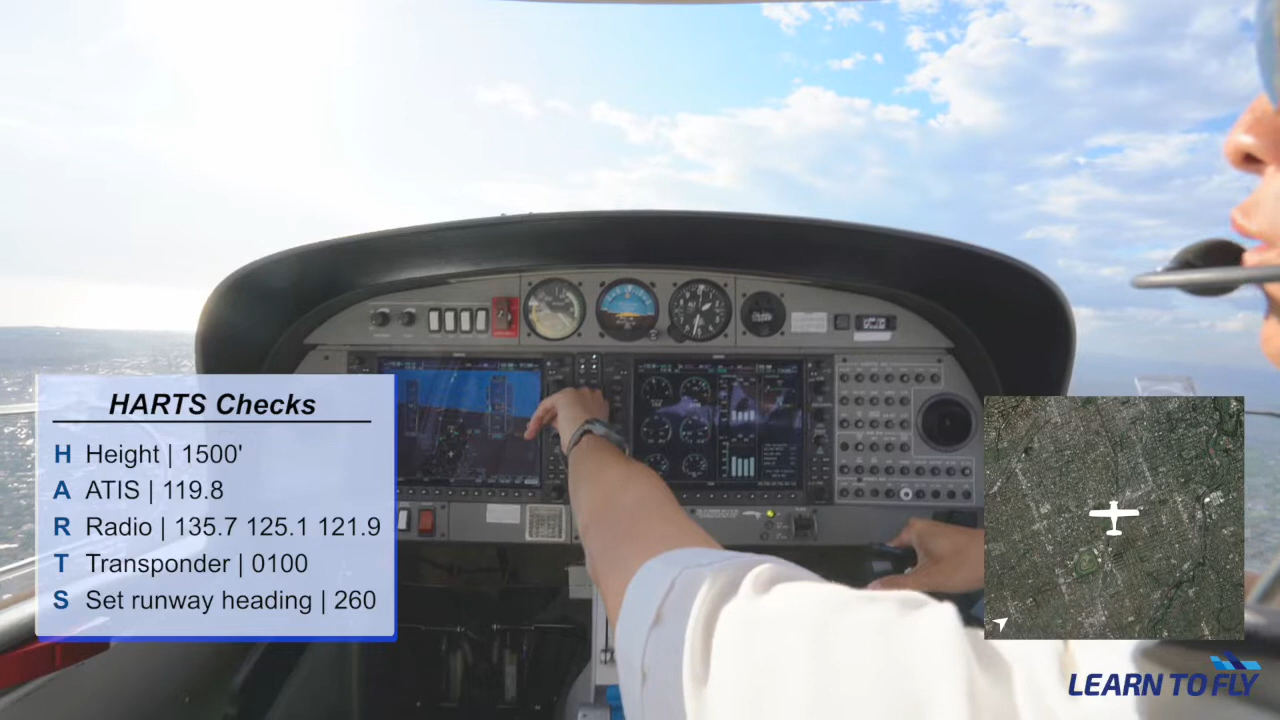 HARTS Checks
H Height | 1500'
A ATIS | 119.8
R Radio | 135.7 125.1 121.9
T Transponder | 0100
S Set runway heading | 260
LEARN TO FLY